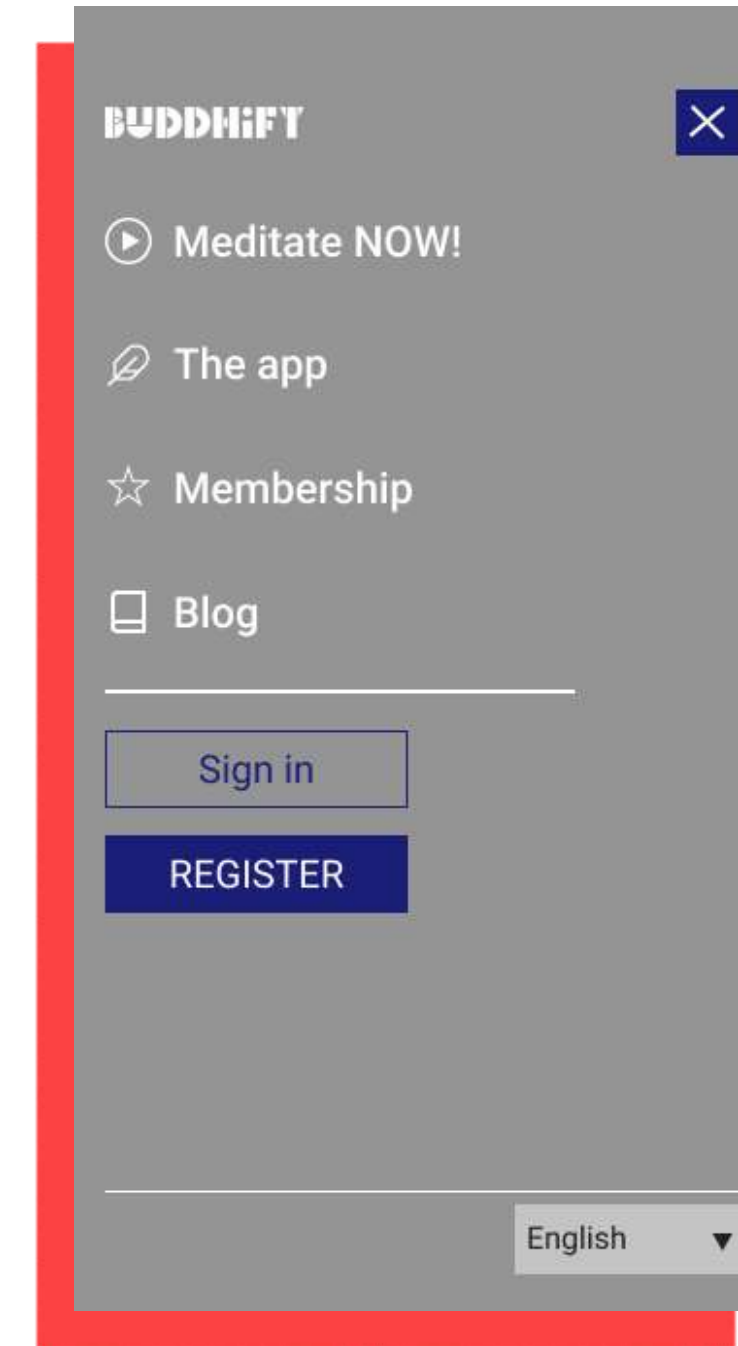 BUDDHiFT
Meditate NOW!
The app
Membership
Blog
Sign in
REGISTER
English